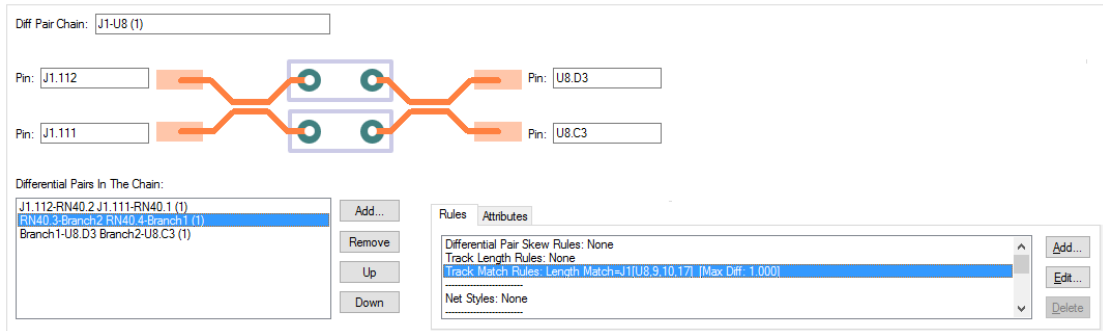 Diff Pair Chain: J1-U8 (1)
Pin: J1.112
Pin: U8.D3
Pin: J1.111
Pin: U8.C3
Differential Pairs In The Chain:
J1.112-RN40.2 J1.111-RN40.1 (1)
RN40.3-Branch2 RN40.4-Branch1 (1)
Branch1-U8.D3 Branch2-U8.C3 (1)
Add...
Remove
Up
Down
Rules Attributes
Differential Pair Skew Rules: None
Track Length Rules: None
Track Match Rules: Length Match=J1[U8,9,10,17] [Max Diff: 1.000]
------------------------
Net Styles: None
------------------------
Add...
Edit...
Delete